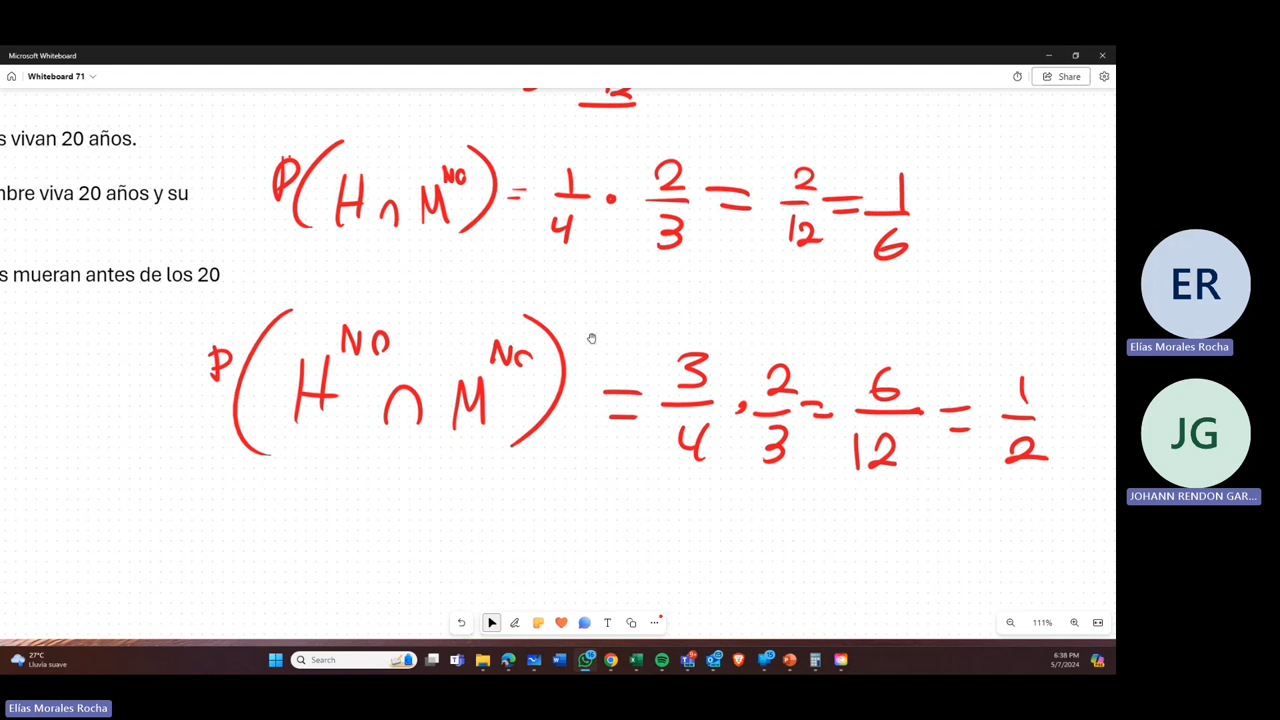 Microsoft Whiteboard
Whiteboard 71
Share
12
s vivan 20 años.
P(H∩M^NO) = 1/4 · 2/3 = 2/12 = 1/6
mbre viva 20 años y su
s mueran antes de los 20
P(H^NO ∩ M^NO) = 3/4 · 2/3 = 6/12 = 1/2
ER
Elías Morales Rocha
JG
JOHANN RENDON GAR...
111%
27°C
Lluvia suave
Search
6:38 PM
5/7/2024
Elías Morales Rocha